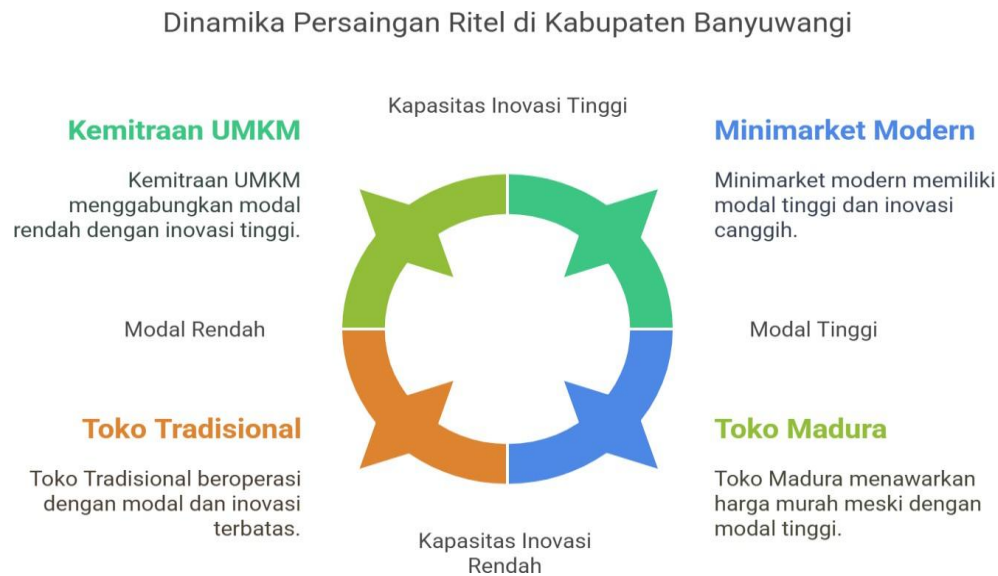 Dinamika Persaingan Ritel di Kabupaten Banyuwangi
Kapasitas Inovasi Tinggi
Kemitraan UMKM
Kemitraan UMKM
menggabungkan modal
rendah dengan inovasi tinggi.
Minimarket Modern
Minimarket modern memiliki
modal tinggi dan inovasi
canggih.
Modal Rendah
Modal Tinggi
Toko Tradisional
Toko Tradisional beroperasi
dengan modal dan inovasi
terbatas.
Toko Madura
Toko Madura menawarkan
harga murah meski dengan
modal tinggi.
Kapasitas Inovasi
Rendah